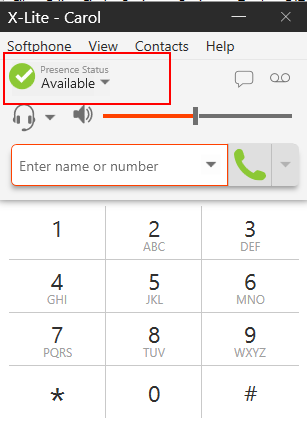 X-Lite - Carol
Softphone View Contacts Help
Presence Status
Available
Enter name or number
1 2 3
ABC DEF
4 5 6
GHI JKL MNO
7 8 9
PQRS TUV WXYZ
* 0 #